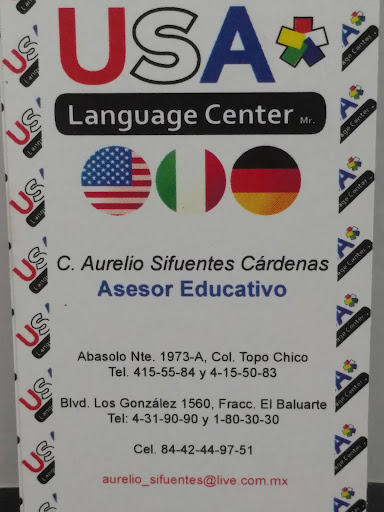 USA
Language Center Mr.
C. Aurelio Sifuentes Cárdenas
Asesor Educativo
Abasolo Nte. 1973-A, Col. Topo Chico
Tel. 415-55-84 y 4-15-50-83
Blvd. Los González 1560, Fracc. El Baluarte
Tel: 4-31-90-90 y 1-80-30-30
Cel. 84-42-44-97-51
aurelio_sifuentes@live.com.mx